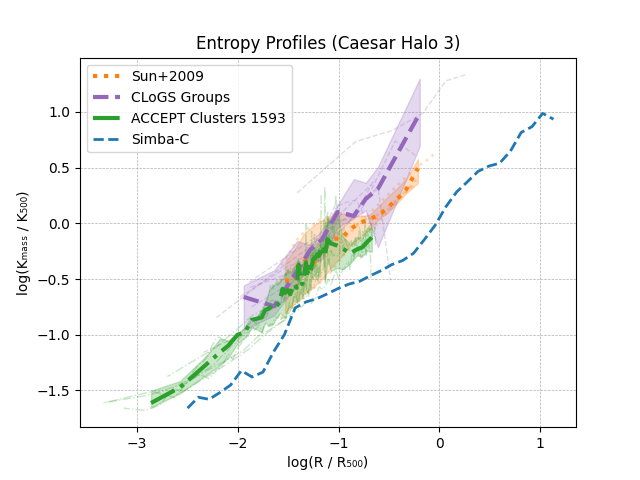 Entropy Profiles (Caesar Halo 3)
Sun+2009
CLoGS Groups
ACCEPT Clusters 1593
Simba-C
log(Kₘₐₛₛ / K₅₀₀)
1.0
0.5
0.0
−0.5
−1.0
−1.5
−3
−2
−1
0
1
log(R / R₅₀₀)